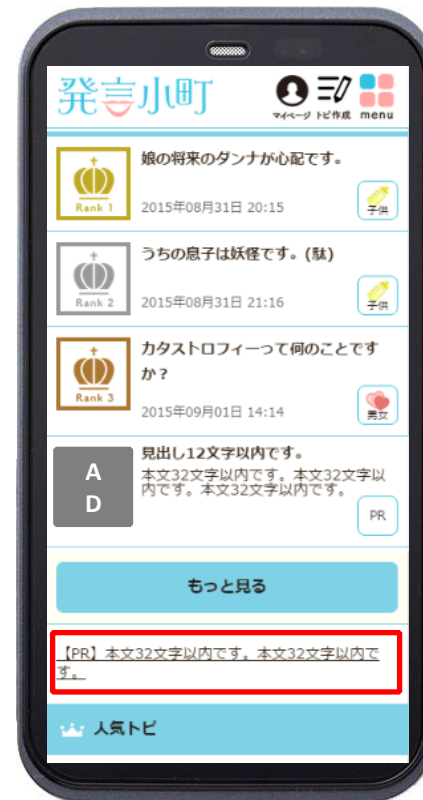 発言小町
マイページ トピ作成 menu
娘の将来のダンナが心配です。
Rank 1
2015年08月31日 20:15
子供
うちの息子は妖怪です。(駄)
Rank 2
2015年08月31日 21:16
子供
カタストロフィーって何のことです
か？
Rank 3
2015年09月01日 14:14
男女
A
D
見出し12文字以内です。
本文32文字以内です。本文32文字以
内です。本文32文字以内です。
PR
もっと見る
【PR】本文32文字以内です。本文32文字以内で
す。
人気トピ